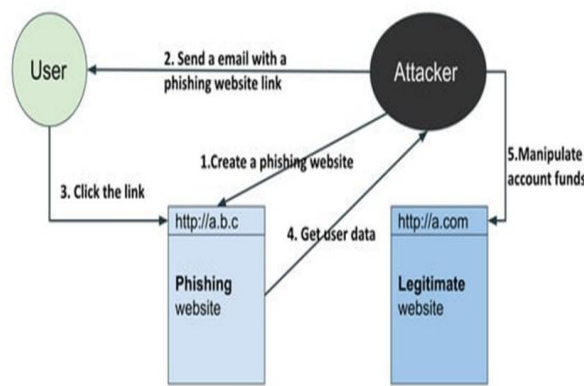 User
2. Send a email with a
phishing website link
Attacker
1.Create a phishing website
5.Manipulate
account funds
3. Click the link
http://a.b.c
4. Get user data
http://a.com
Phishing
website
Legitimate
website